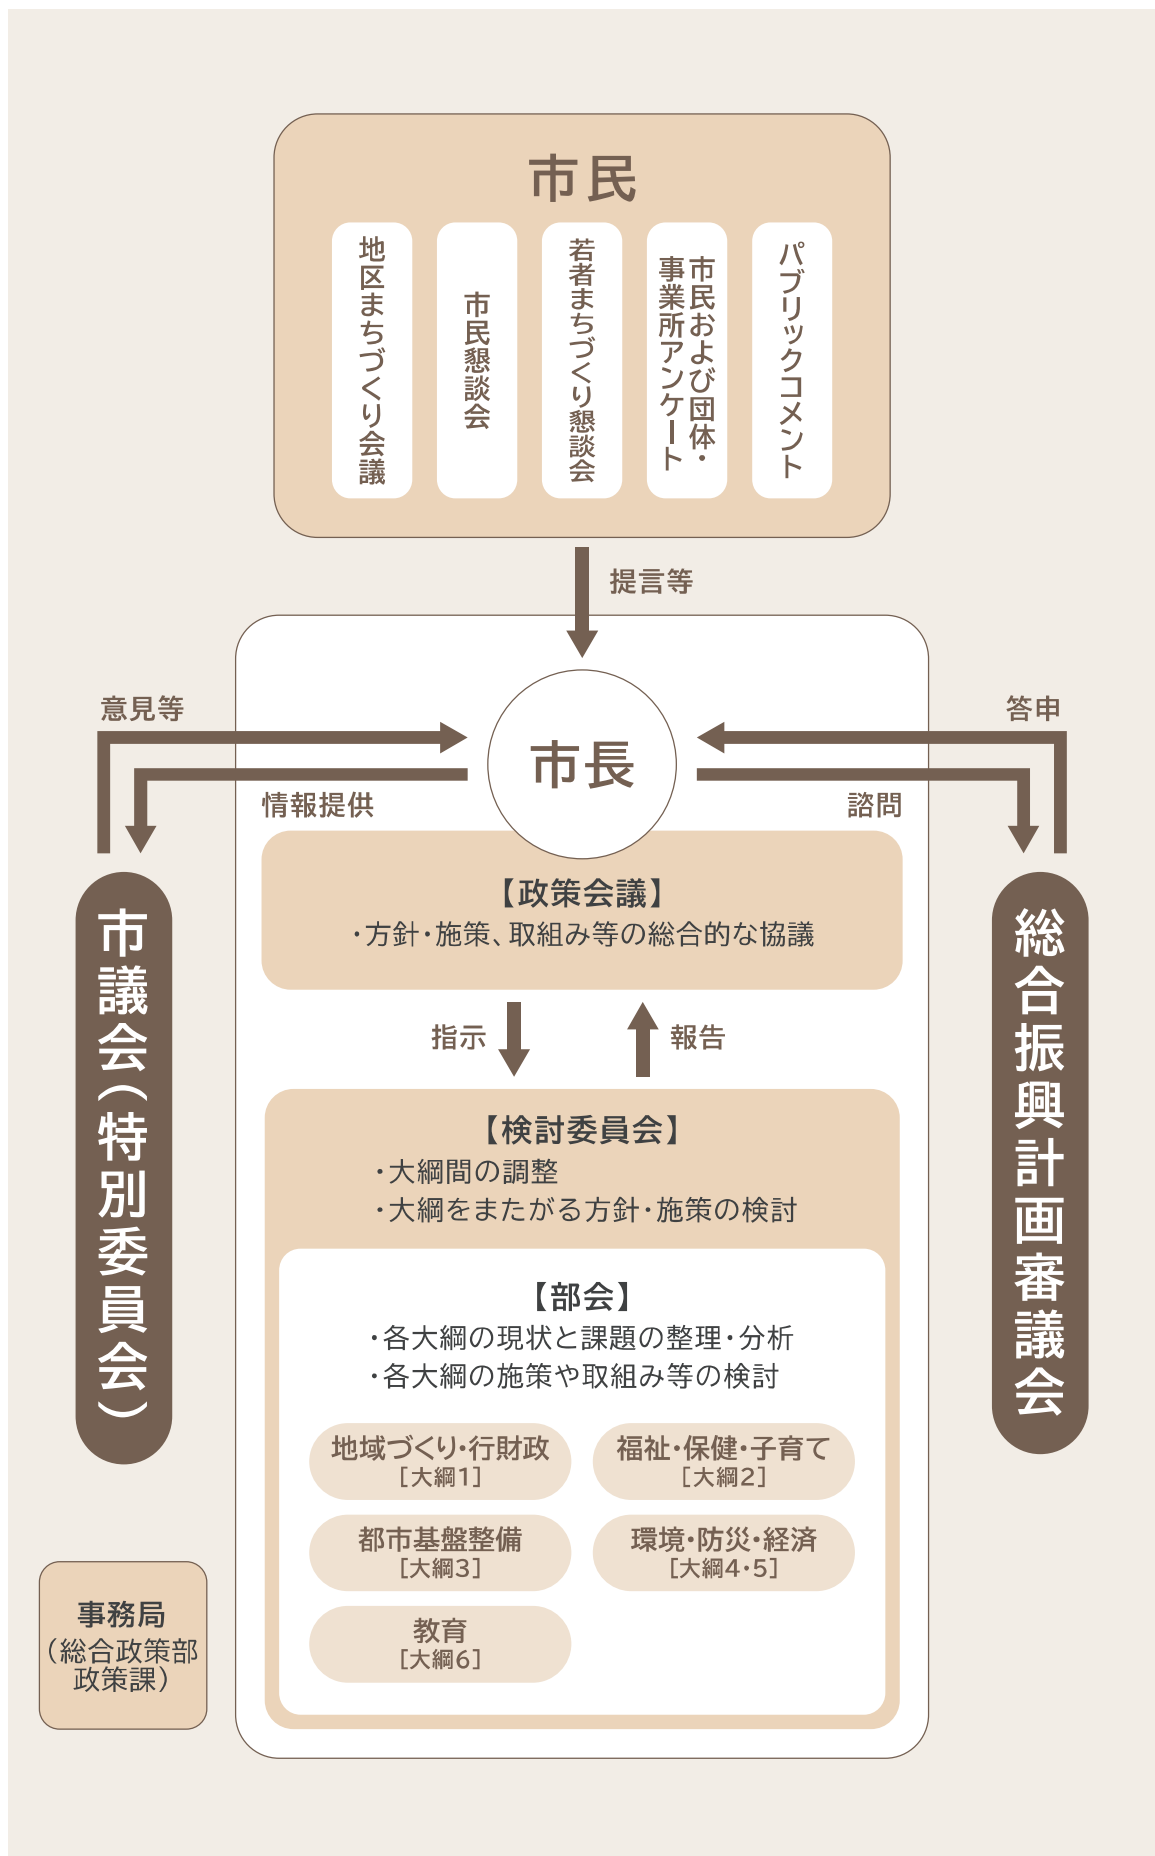 市民
地区まちづくり会議
市民懇談会
若者まちづくり懇談会
市民および団体・
事業所アンケート
パブリックコメント
提言等
意見等
答申
市長
情報提供
諮問
【政策会議】
・方針・施策、取組み等の総合的な協議
市議会（特別委員会）
総合振興計画審議会
指示
報告
【検討委員会】
・大綱間の調整
・大綱をまたがる方針・施策の検討
【部会】
・各大綱の現状と課題の整理・分析
・各大綱の施策や取組み等の検討
地域づくり・行財政
［大綱1］
福祉・保健・子育て
［大綱2］
都市基盤整備
［大綱3］
環境・防災・経済
［大綱4・5］
教育
［大綱6］
事務局
（総合政策部
政策課）